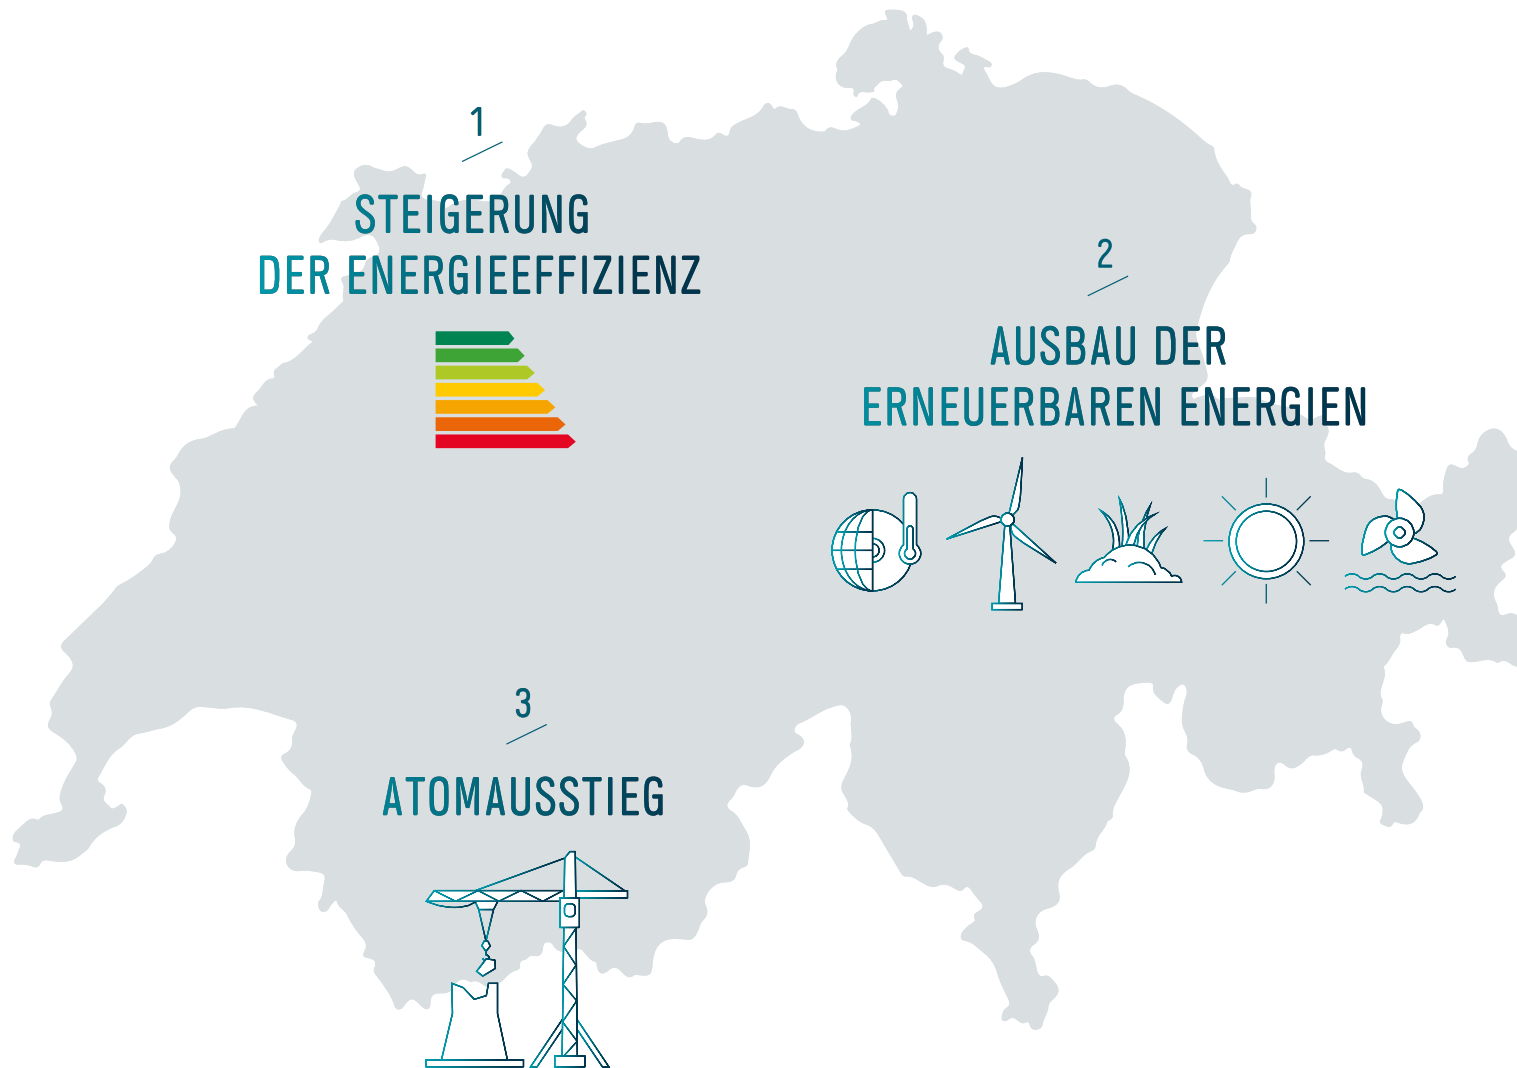 1
STEIGERUNG
DER ENERGIEEFFIZIENZ
2
AUSBAU DER
ERNEUERBAREN ENERGIEN
3
ATOMAUSSTIEG